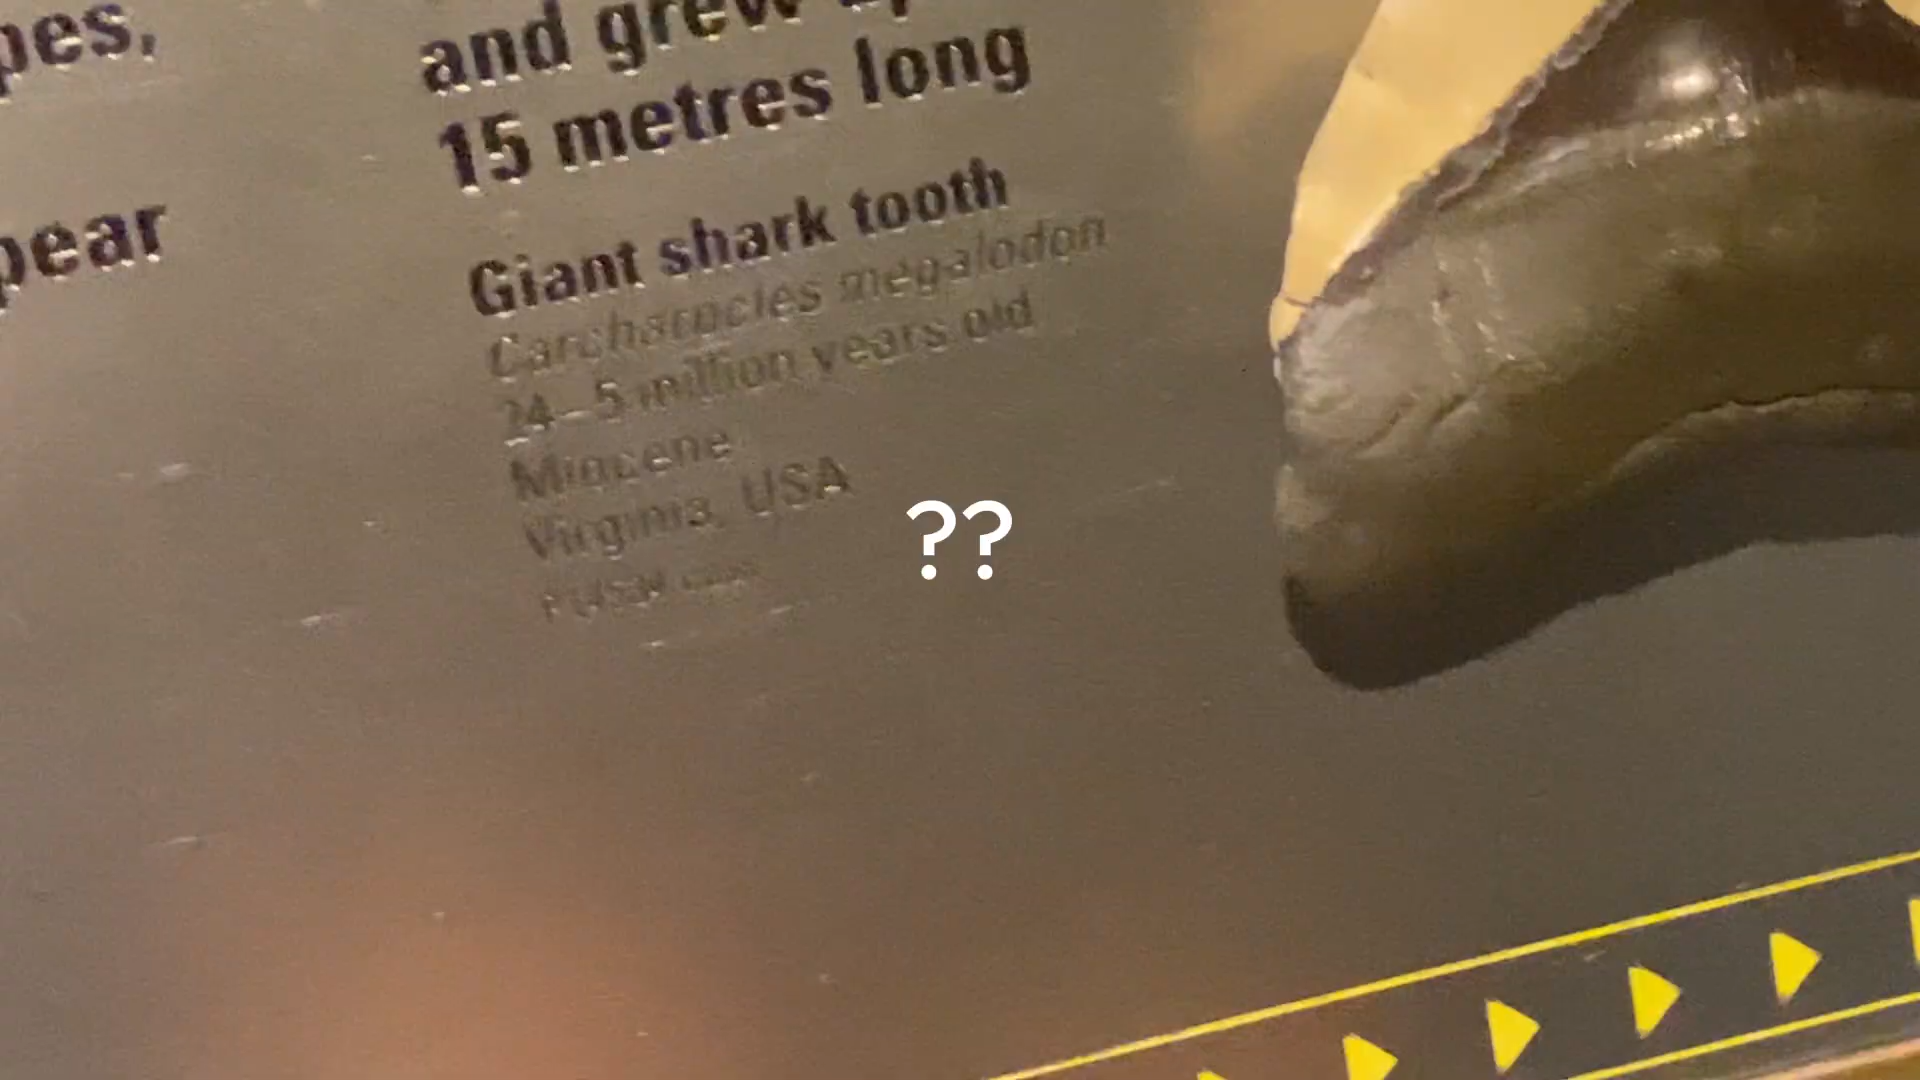 pes,
pear
and grew up
15 metres long
Giant shark tooth
Carcharocles megalodon
24–5 million years old
Miocene
Virginia, USA
??